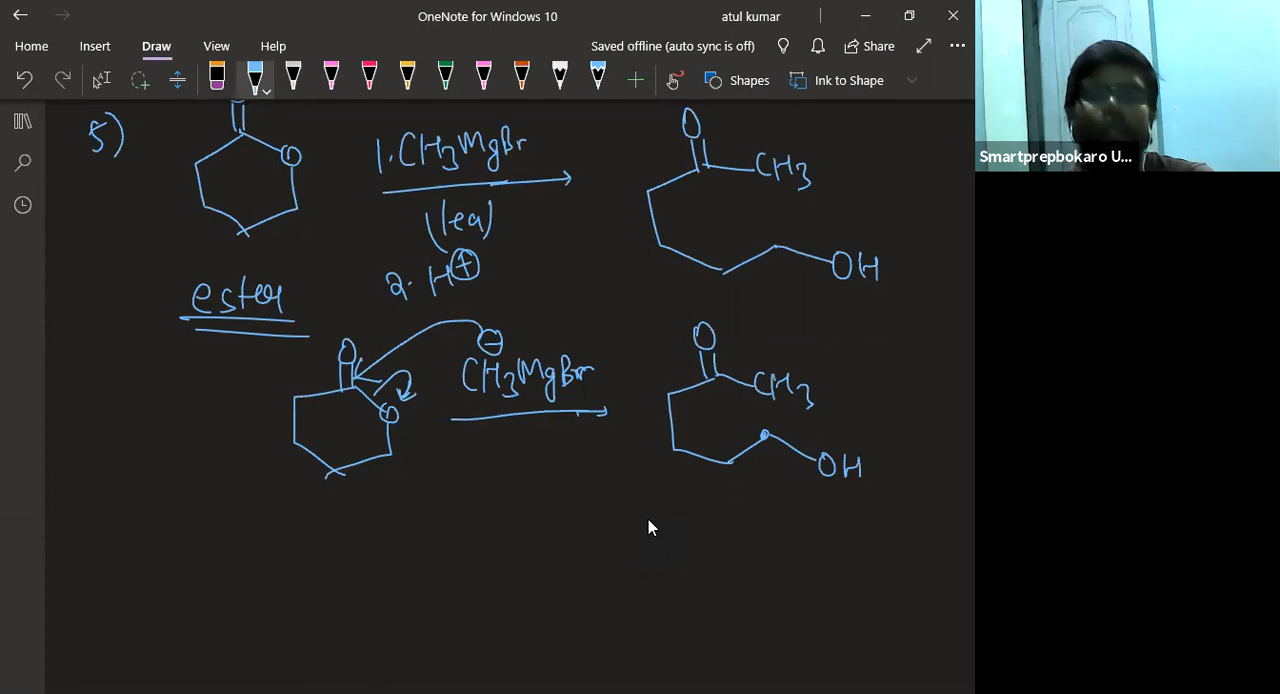 OneNote for Windows 10
atul kumar
Home Insert Draw View Help
Saved offline (auto sync is off)
Share
Shapes
Ink to Shape
Smartprepbokaro U...
5)
O
1. CH3MgBr
(1eq)
2. H⊕
O
CH3
OH
ester
O
O
⊖
CH3MgBr
O
CH3
OH